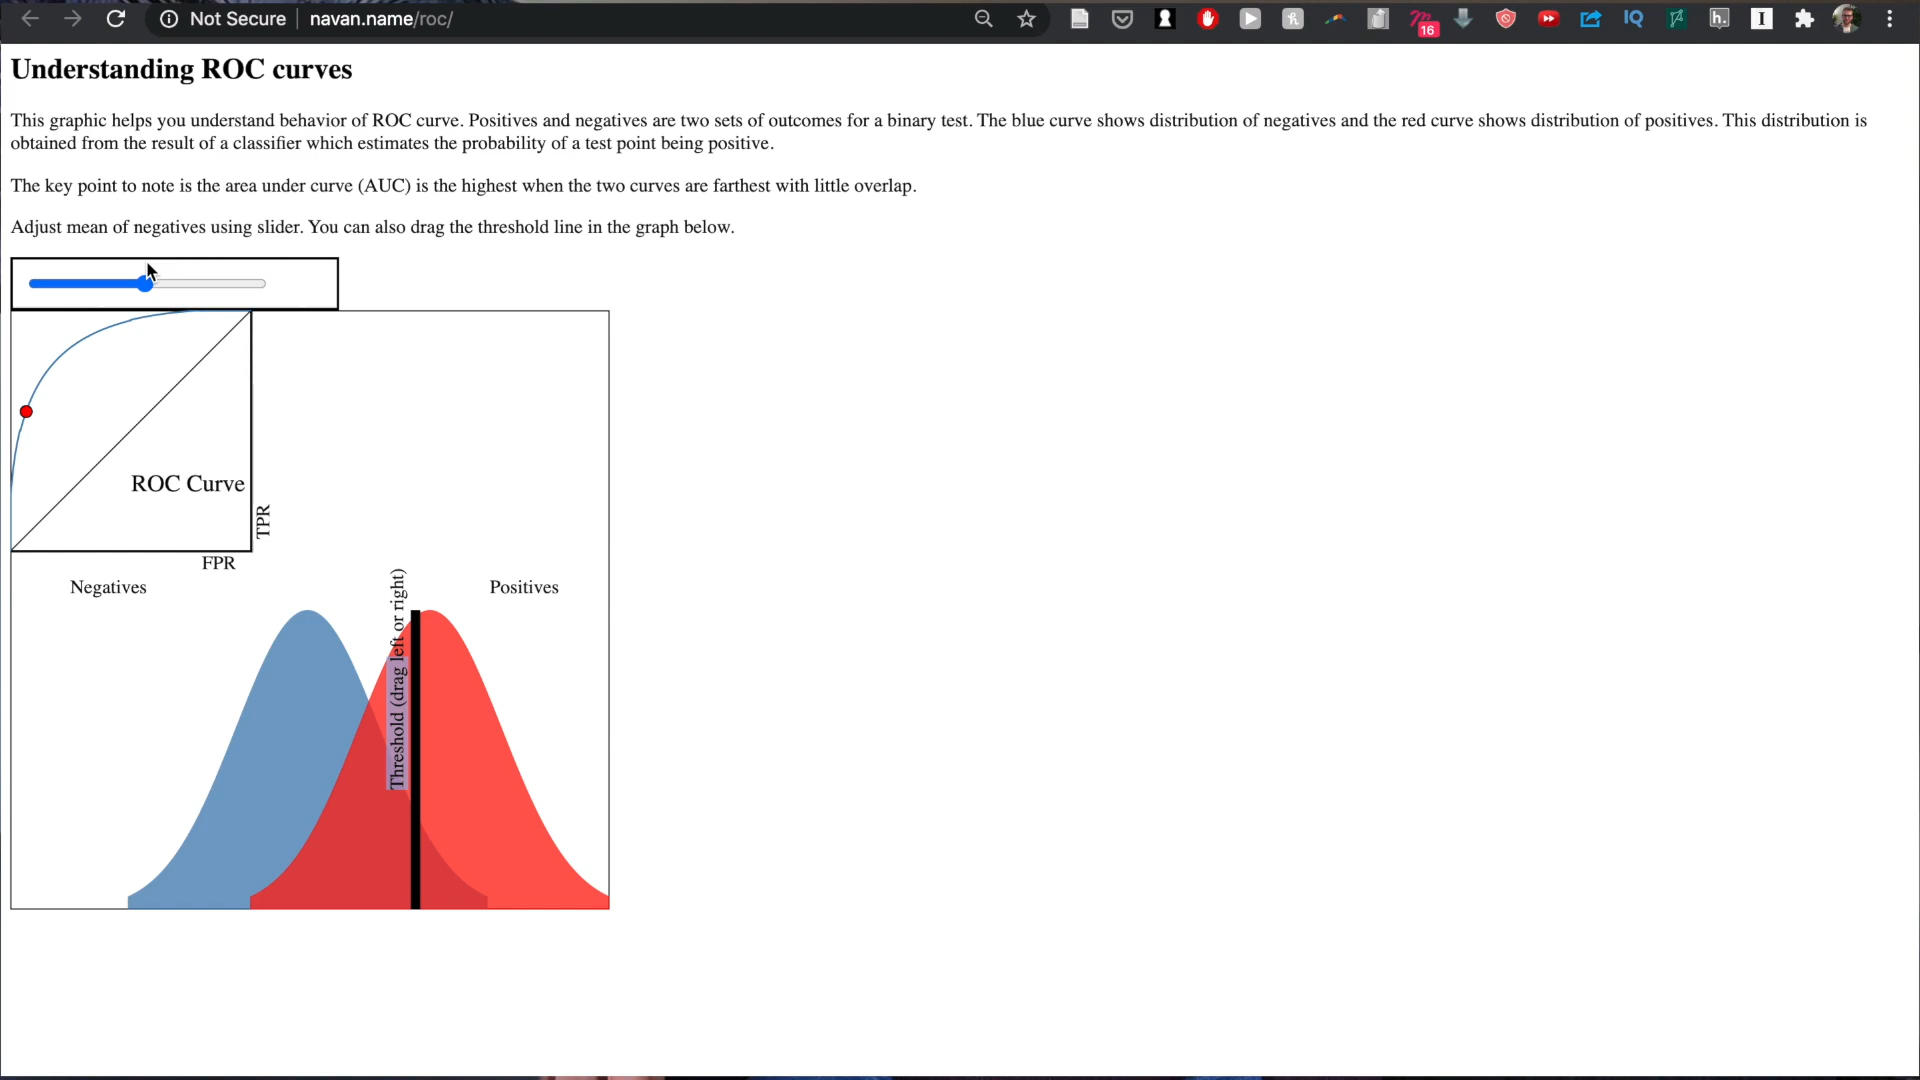 Not Secure
navan.name/roc/
16
IQ
h.
I
Understanding ROC curves
This graphic helps you understand behavior of ROC curve. Positives and negatives are two sets of outcomes for a binary test. The blue curve shows distribution of negatives and the red curve shows distribution of positives. This distribution is
obtained from the result of a classifier which estimates the probability of a test point being positive.
The key point to note is the area under curve (AUC) is the highest when the two curves are farthest with little overlap.
Adjust mean of negatives using slider. You can also drag the threshold line in the graph below.
ROC Curve
TPR
FPR
Negatives
Positives
Threshold (drag left or right)